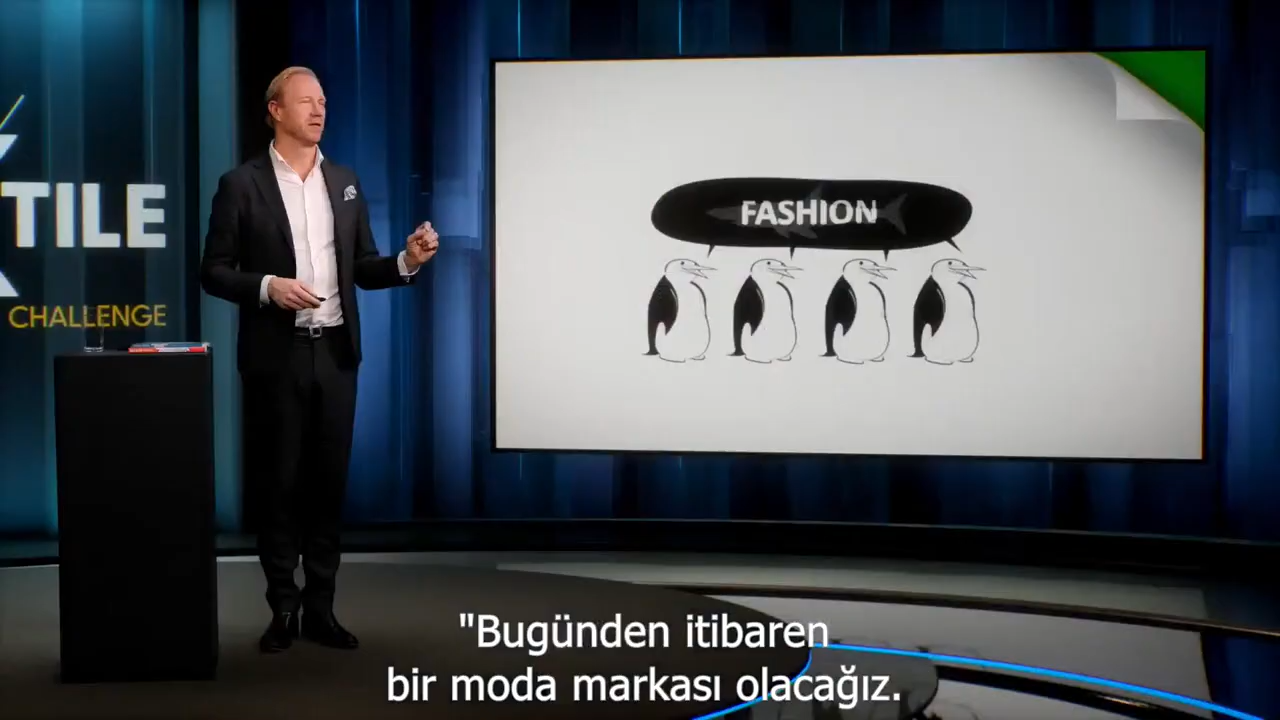 TILE
CHALLENGE
FASHION
"Bugünden itibaren
bir moda markası olacağız.